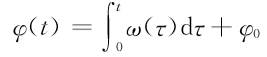 φ(t) = ∫₀ᵗ ω(τ)dτ + φ₀